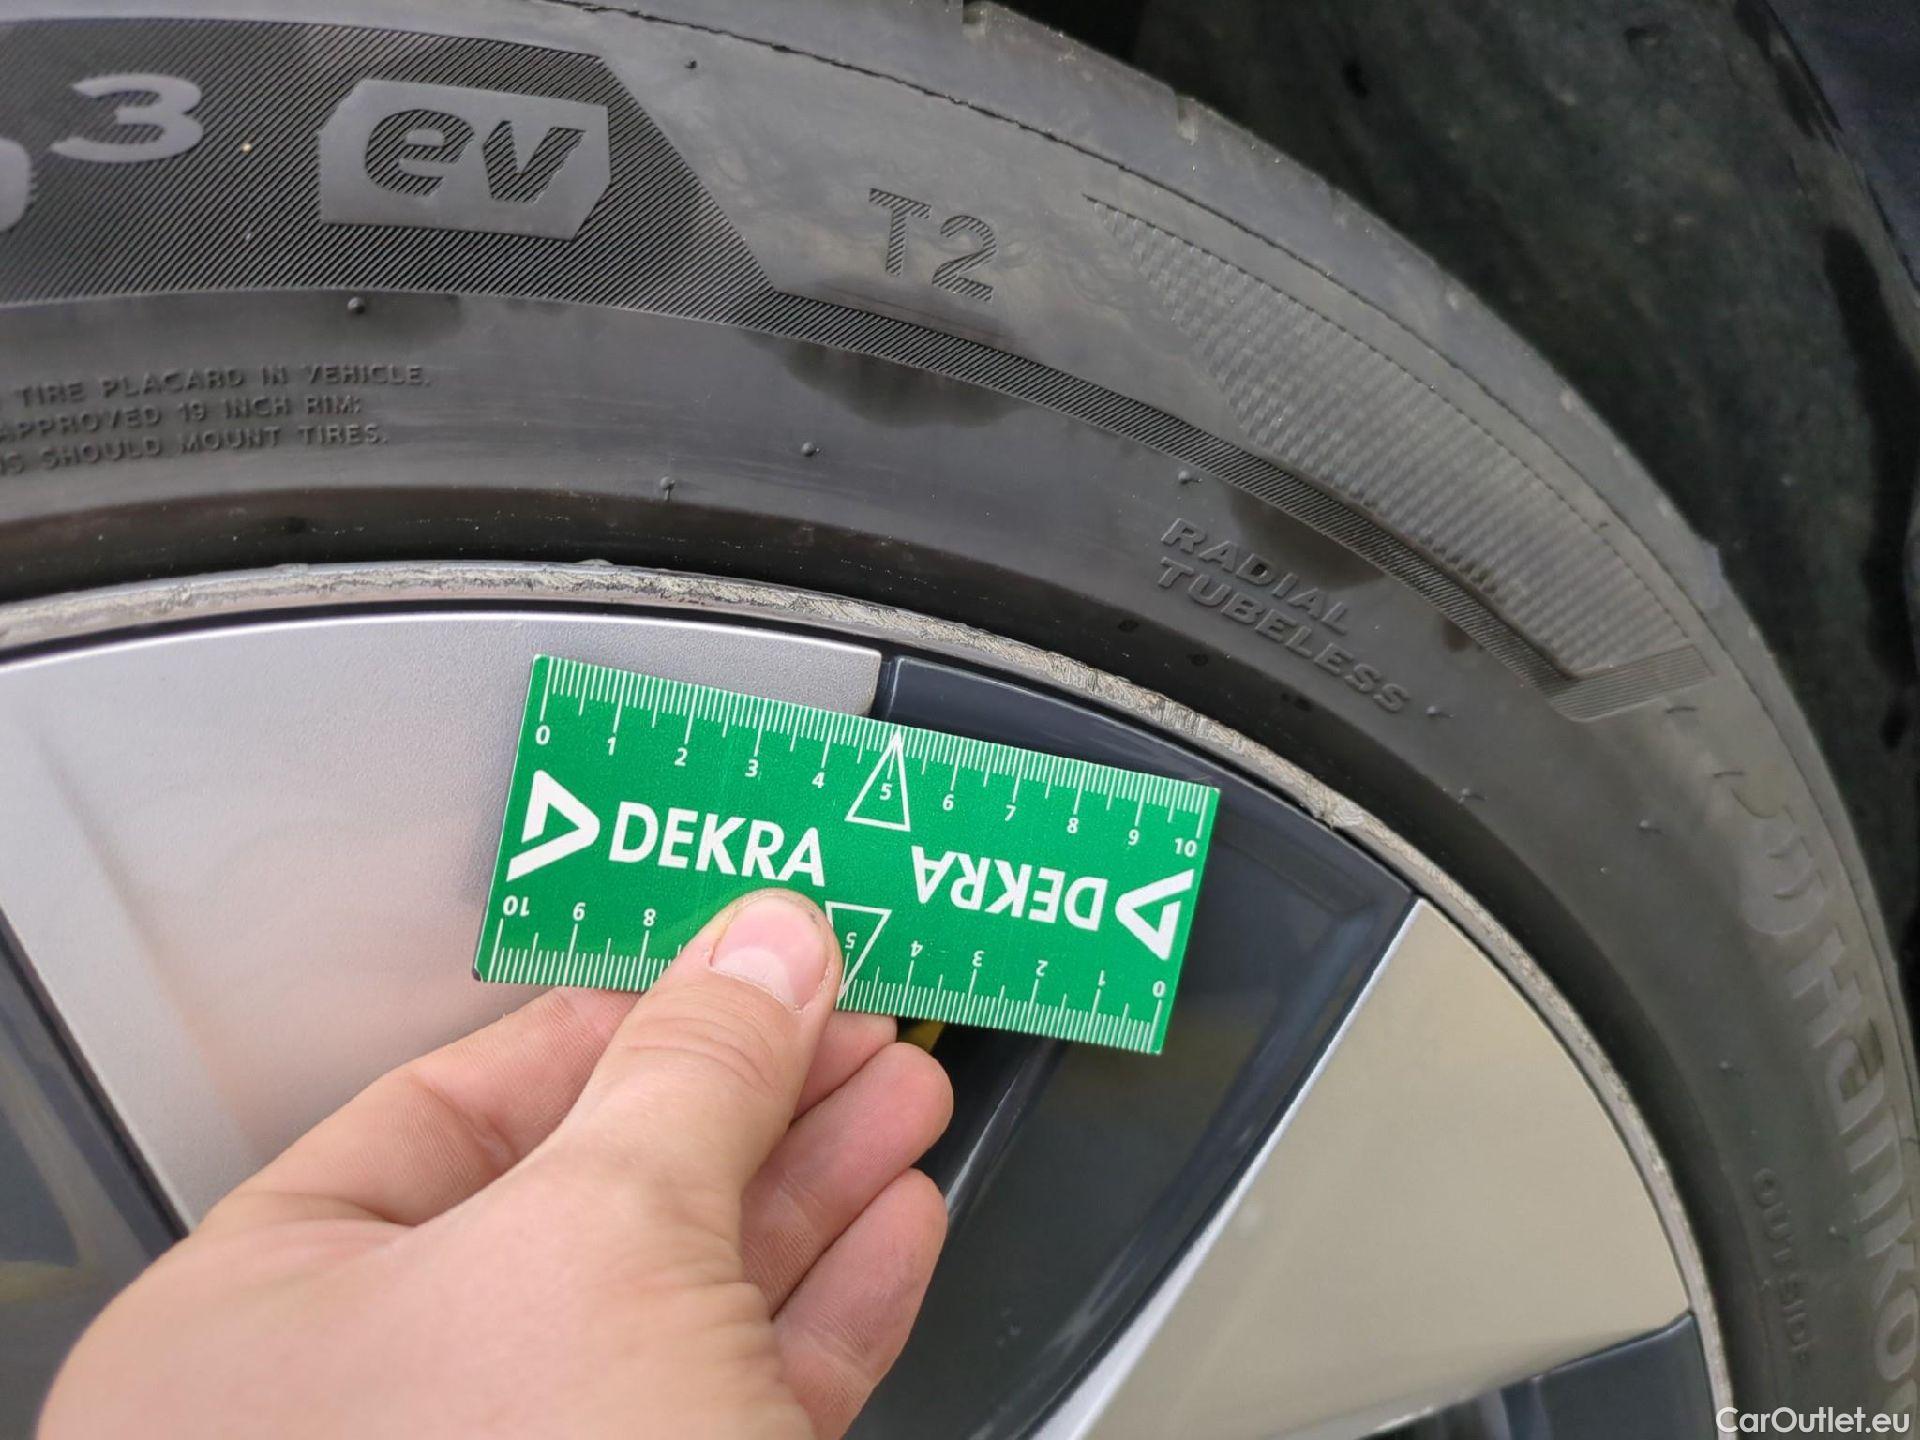 3 ev
T2
TIRE PLACARD IN VEHICLE.
APPROVED 19 INCH RIM:
SHOULD MOUNT TIRES.
RADIAL
TUBELESS
0 1 2 3 4 5 6 7 8 9 10
DEKRA
DEKRA
10 9 8 5 4 3 2 1 0
Hankoo
OUTSIDE
CarOutlet.eu